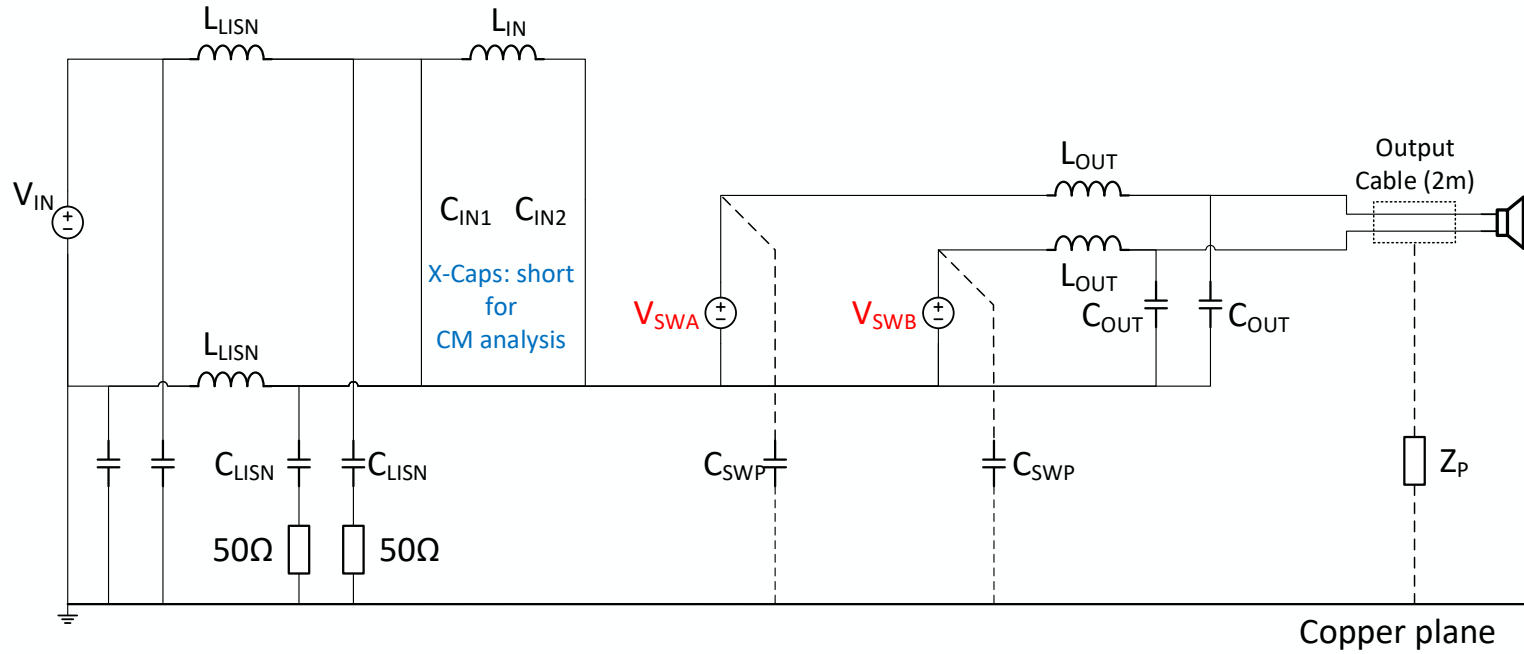 LLISN
LIN
VIN
CIN1 CIN2
X-Caps: short
for
CM analysis
LLISN
CLISN
CLISN
50Ω
50Ω
VSWA
VSWB
CSWP
CSWP
LOUT
LOUT
COUT
COUT
Output
Cable (2m)
ZP
Copper plane